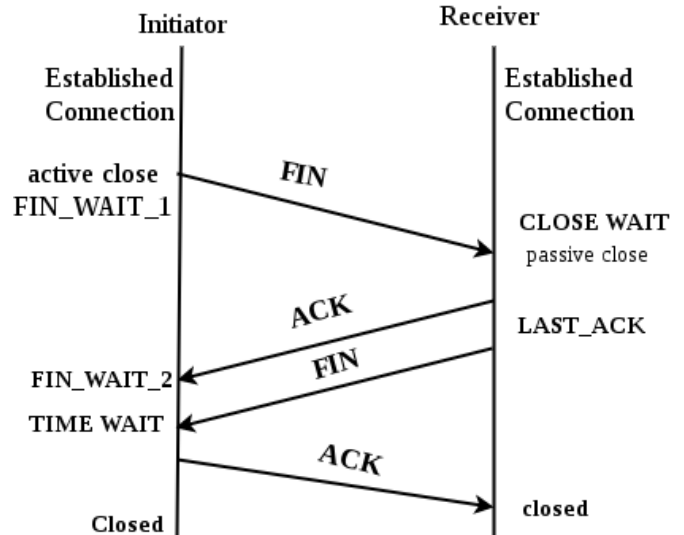 Initiator
Receiver
Established
Connection
Established
Connection
active close
FIN_WAIT_1
FIN
CLOSE WAIT
passive close
ACK
LAST_ACK
FIN
FIN_WAIT_2
TIME WAIT
ACK
closed
Closed